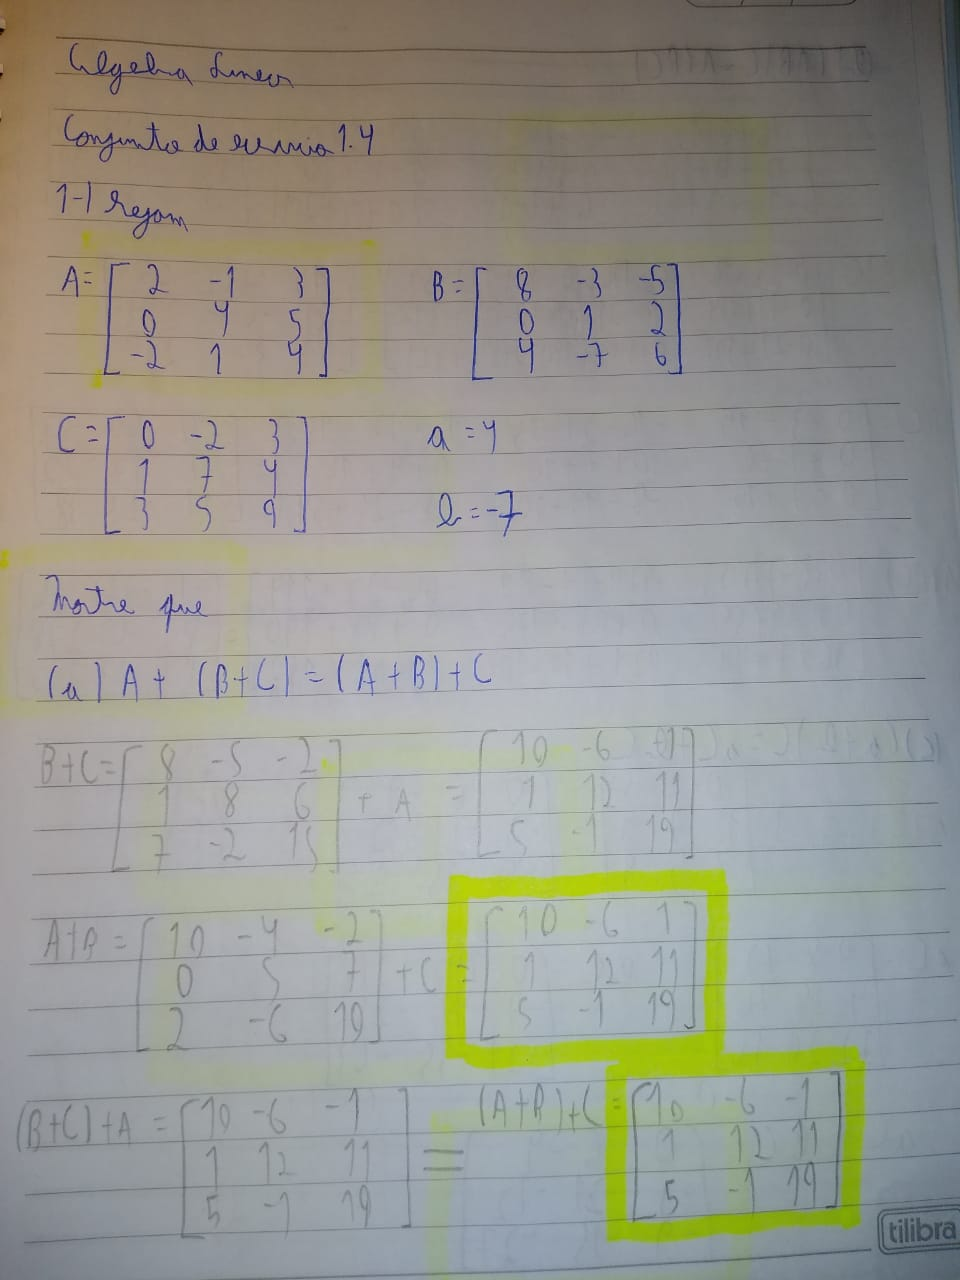 Algebra Linear
Conjunto de exercicio 1.4
1-) Sejam
A= [ 2 -1 3 B= [ 8 -3 -5 ]
0 4 5 ] 0 1 2
-2 1 4 4 -7 6
C= [ 0 -2 3 ] a=4
1 7 4
3 5 9 b=-7
Mostre que
(a) A+ (B+C) = (A+B)+C
B+C= [ 8 -5 -2 ] [ 10 -6 1 ]
1 8 6 + A = 1 12 11
7 -2 15 5 -1 19
A+B = [ 10 -4 -2 ] [ 10 -6 1 ]
0 5 7 +C = 1 12 11
2 -6 10 5 -1 19
(B+C)+A = [ 10 -6 -1 ] (A+B)+C = [ 10 -6 -1 ]
1 12 11 = 1 12 11
5 -1 19 5 -1 19
tilibra